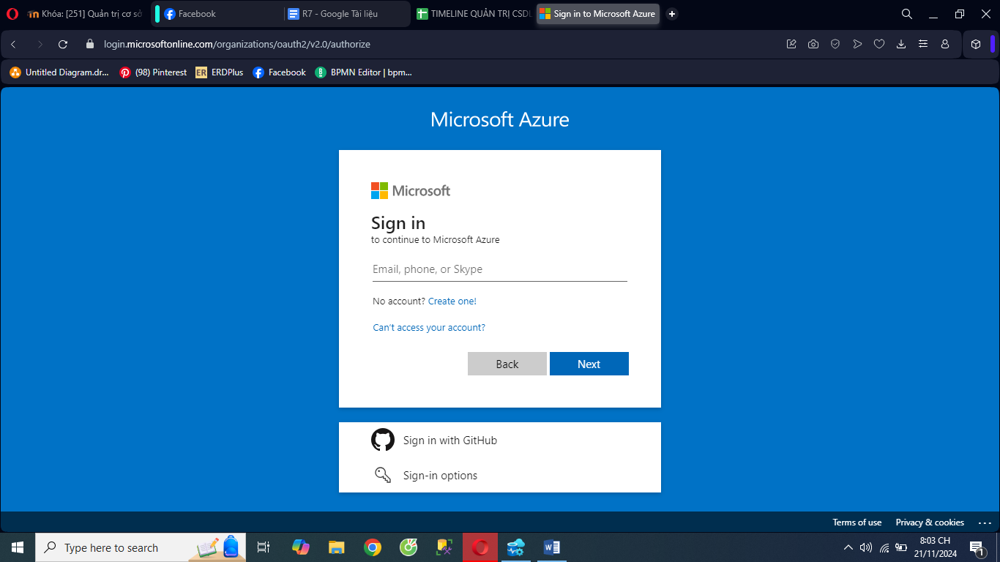 Khóa: [251] Quản trị cơ sở
Facebook
R7 - Google Tài liệu
TIMELINE QUẢN TRỊ CSDL
Sign in to Microsoft Azure
login.microsoftonline.com/organizations/oauth2/v2.0/authorize
Untitled Diagram.dr...
(98) Pinterest
ER ERDPlus
Facebook
BPMN Editor | bpm...
Microsoft Azure
Microsoft
Sign in
to continue to Microsoft Azure
Email, phone, or Skype
No account? Create one!
Can't access your account?
Back
Next
Sign in with GitHub
Sign-in options
Terms of use
Privacy & cookies
...
Type here to search
8:03 CH
21/11/2024
1